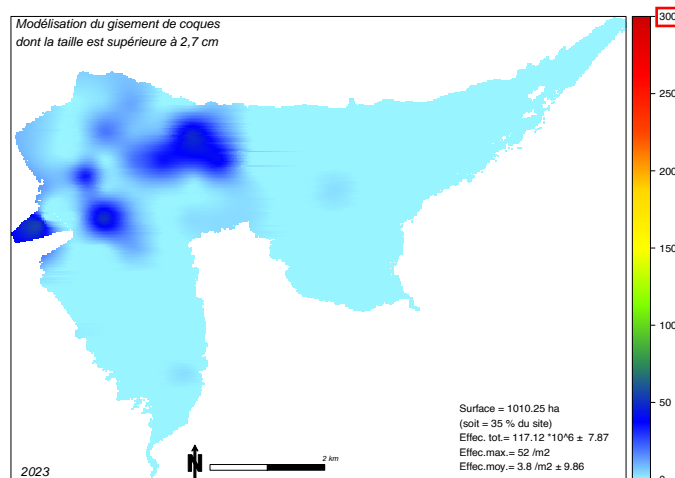 Modélisation du gisement de coques
dont la taille est supérieure à 2,7 cm
300
250
200
150
100
50
0
Surface = 1010.25 ha
(soit = 35 % du site)
Effec. tot.= 117.12 *10^6 ± 7.87
Effec.max.= 52 /m2
Effec.moy.= 3.8 /m2 ± 9.86
2023
N
2 km